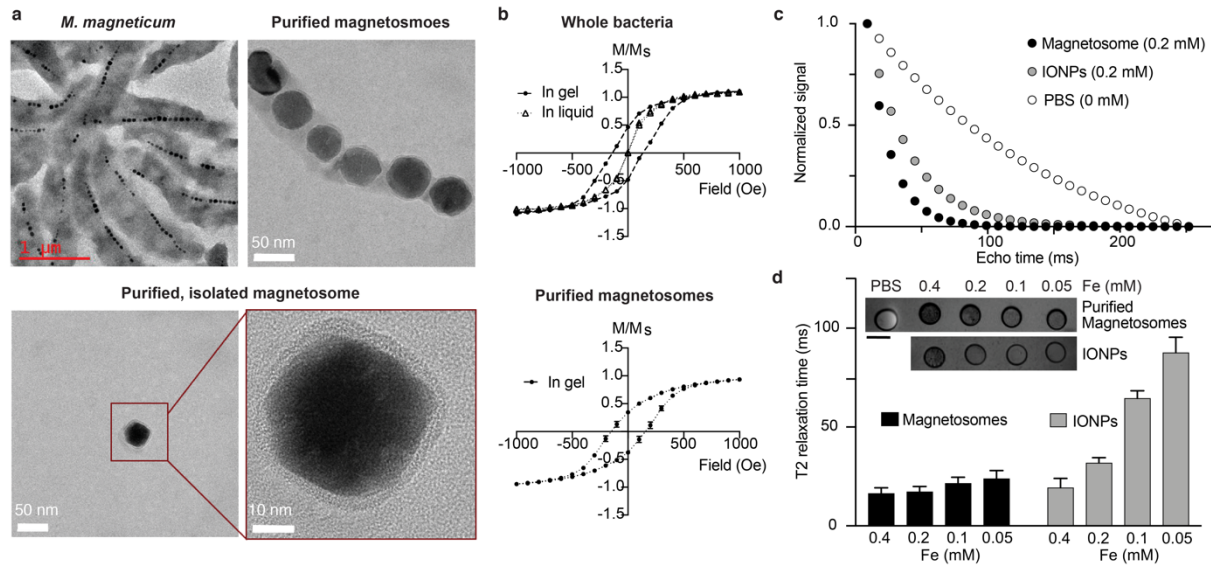 a
M. magneticum
Purified magnetosmoes
1 µm
50 nm
Purified, isolated magnetosome
50 nm
10 nm
b
Whole bacteria
M/Ms
1.5
1.0
0.5
In gel
In liquid
-1000
-500
500
1000
Field (Oe)
-0.5
-1.0
-1.5
Purified magnetosomes
M/Ms
1.5
1.0
0.5
In gel
-1000
-500
500
1000
Field (Oe)
-0.5
-1.0
-1.5
c
Normalized signal
1.0
0.5
0.0
Magnetosome (0.2 mM)
IONPs (0.2 mM)
PBS (0 mM)
0
100
200
Echo time (ms)
d
PBS 0.4 0.2 0.1 0.05 Fe (mM)
Purified
Magnetosomes
IONPs
T2 relaxation time (ms)
100
50
0
Magnetosomes
IONPs
0.4 0.2 0.1 0.05 0.4 0.2 0.1 0.05
Fe (mM) Fe (mM)